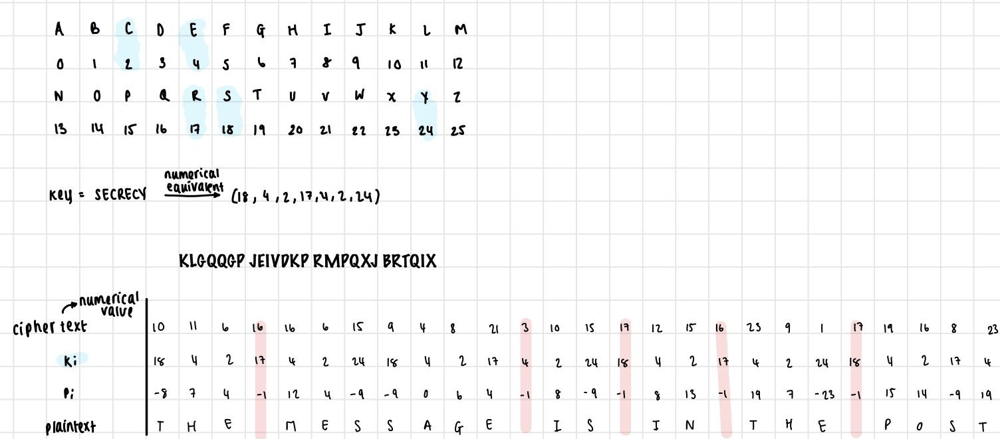 A B C D E F G H I J K L M
0 1 2 3 4 5 6 7 8 9 10 11 12
N O P Q R S T U V W X Y Z
13 14 15 16 17 18 19 20 21 22 23 24 25
numerical
equivalent
Key = SECRECY (18, 4, 2, 17, 4, 2, 24)
KLGQQGP JEIVDKP RMPQXJ BRTQIX
numerical
value
cipher text 10 11 6 16 16 6 15 9 4 8 21 3 10 15 17 12 15 16 23 9 1 17 19 16 8 23
Ki 18 4 2 17 4 2 24 18 4 2 17 4 2 24 18 4 2 17 4 2 24 18 4 2 17 4
Pi -8 7 4 -1 12 4 -9 -9 0 6 4 -1 8 -9 -1 8 13 -1 19 7 -23 -1 15 14 -9 19
plaintext T H E M E S S A G E I S I N T H E P O S T